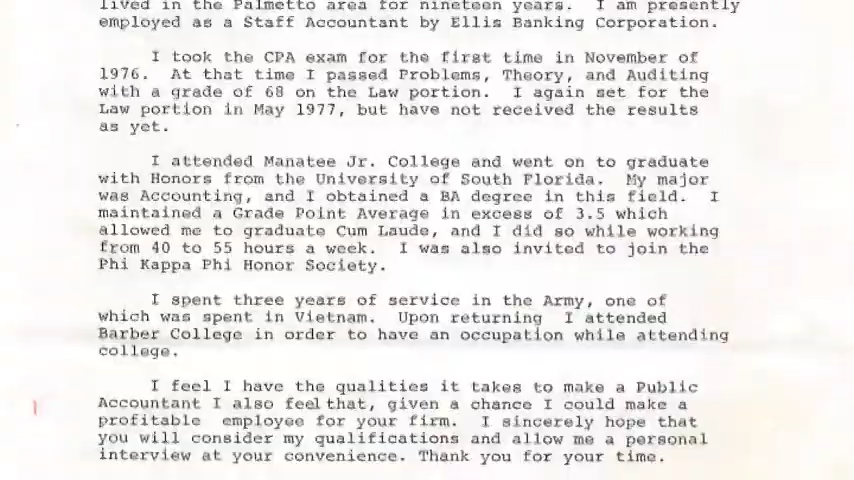 lived in the Palmetto area for nineteen years. I am presently
employed as a Staff Accountant by Ellis Banking Corporation.
I took the CPA exam for the first time in November of
1976. At that time I passed Problems, Theory, and Auditing
with a grade of 68 on the Law portion. I again set for the
Law portion in May 1977, but have not received the results
as yet.
I attended Manatee Jr. College and went on to graduate
with Honors from the University of South Florida. My major
was Accounting, and I obtained a BA degree in this field. I
maintained a Grade Point Average in excess of 3.5 which
allowed me to graduate Cum Laude, and I did so while working
from 40 to 55 hours a week. I was also invited to join the
Phi Kappa Phi Honor Society.
I spent three years of service in the Army, one of
which was spent in Vietnam. Upon returning I attended
Barber College in order to have an occupation while attending
college.
I feel I have the qualities it takes to make a Public
Accountant I also feel that, given a chance I could make a
profitable employee for your firm. I sincerely hope that
you will consider my qualifications and allow me a personal
interview at your convenience. Thank you for your time.